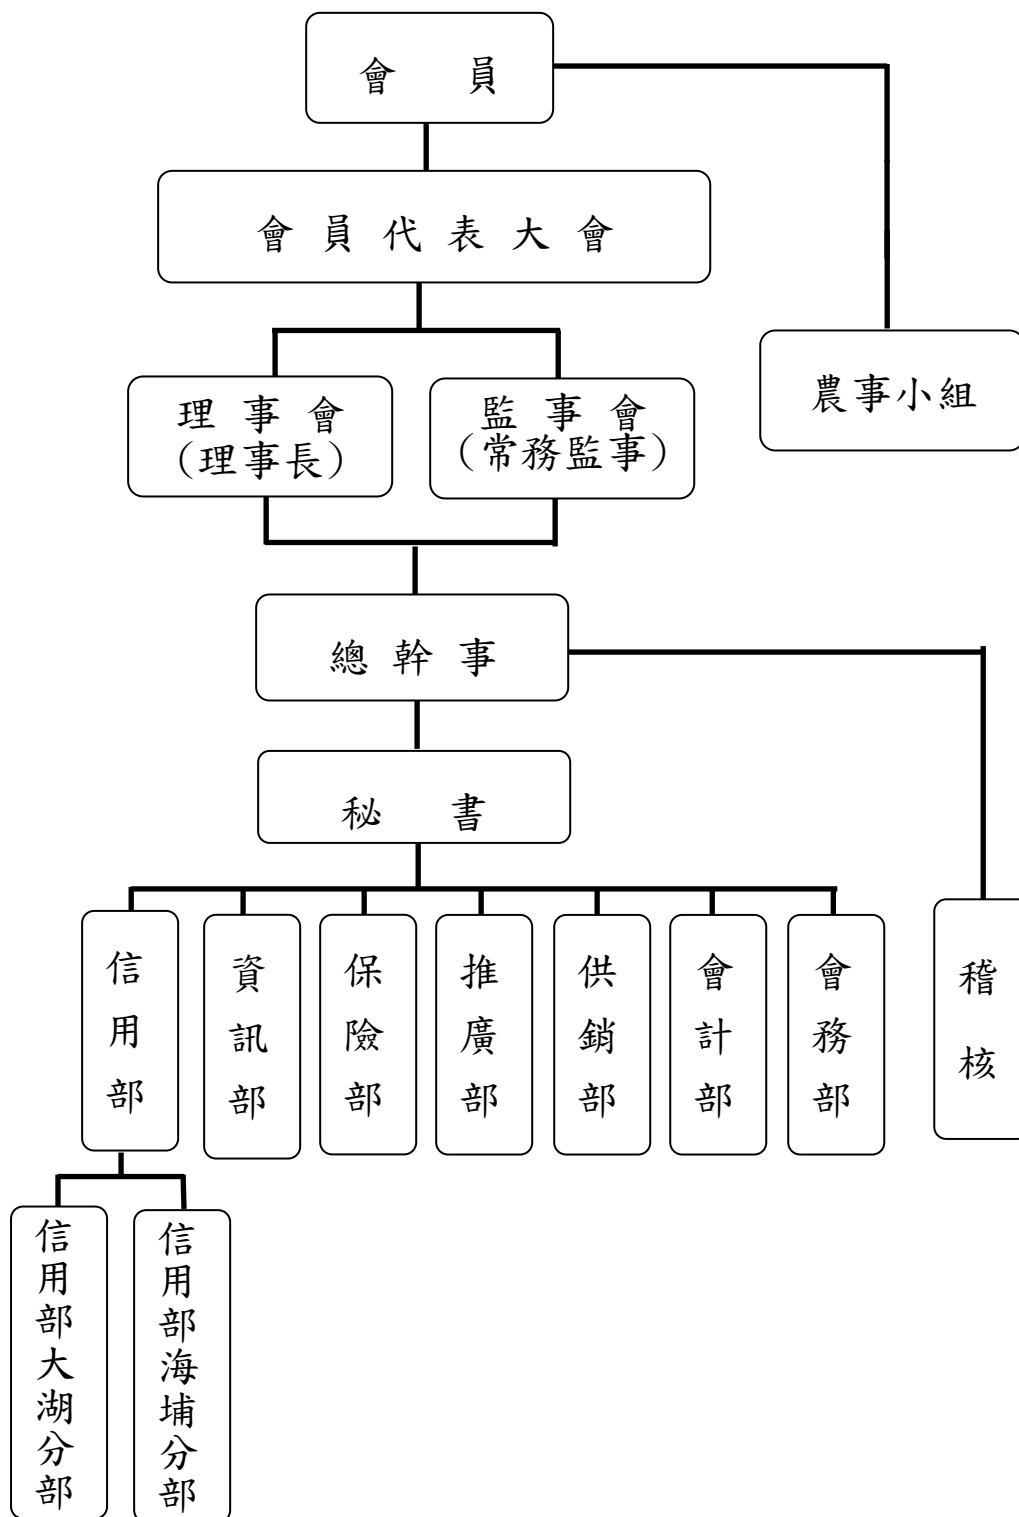 會員
會員代表大會
農事小組
理事會
(理事長)
監事會
(常務監事)
總幹事
秘書
信用部
資訊部
保險部
推廣部
供銷部
會計部
會務部
稽核
信用部大湖分部
信用部海埔分部